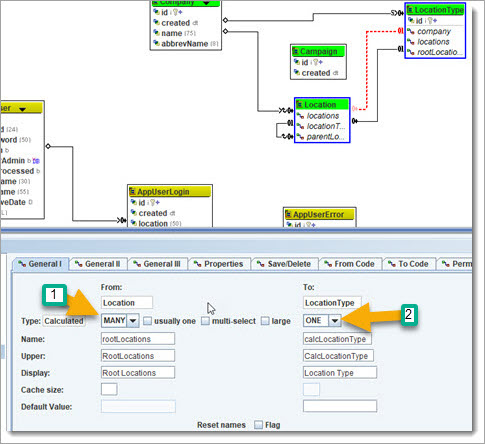 Company
id i
created dt
name (75)
abbrevName (8)
LocationType
id i
company
locations
rootLocatio...
Campaign
id i
created dt
Location
locations
locationT...
parentLo...
ser
id (24)
word (50)
b
Admin b
rocessed b
name (30)
name (55)
veDate D
L)
AppUserLogin
id i
created dt
location (50)
AppUserError
id i
General I
General II
General III
Properties
Save/Delete
From Code
To Code
Perm
1
From:
To:
Location
LocationType
2
Type: Calculated MANY usually one multi-select large ONE
Name: rootLocations calcLocationType
Upper: RootLocations CalcLocationType
Display: Root Locations Location Type
Cache size:
Default Value:
Reset names Flag